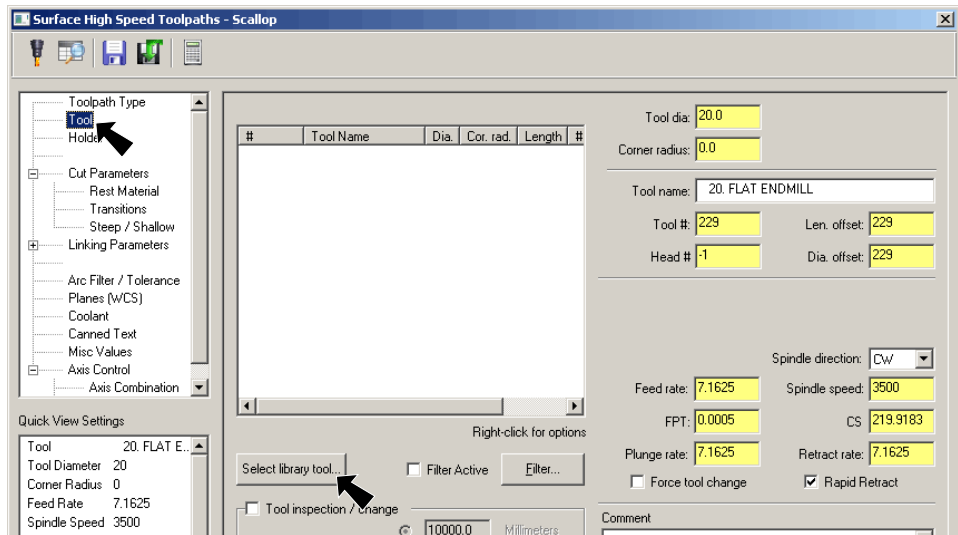 Surface High Speed Toolpaths - Scallop
Toolpath Type
Tool
Holder
Cut Parameters
Rest Material
Transitions
Steep / Shallow
Linking Parameters
Arc Filter / Tolerance
Planes (WCS)
Coolant
Canned Text
Misc Values
Axis Control
Axis Combination
Quick View Settings
Tool 20. FLAT E..
Tool Diameter 20
Corner Radius 0
Feed Rate 7.1625
Spindle Speed 3500
# Tool Name Dia. Cor. rad. Length #
Right-click for options
Select library tool... Filter Active Filter...
Tool inspection / change
10000.0 Millimeters
Tool dia: 20.0
Corner radius: 0.0
Tool name: 20. FLAT ENDMILL
Tool #: 229 Len. offset: 229
Head # -1 Dia. offset: 229
Spindle direction: CW
Feed rate: 7.1625 Spindle speed: 3500
FPT: 0.0005 CS 219.9183
Plunge rate: 7.1625 Retract rate: 7.1625
Force tool change Rapid Retract
Comment